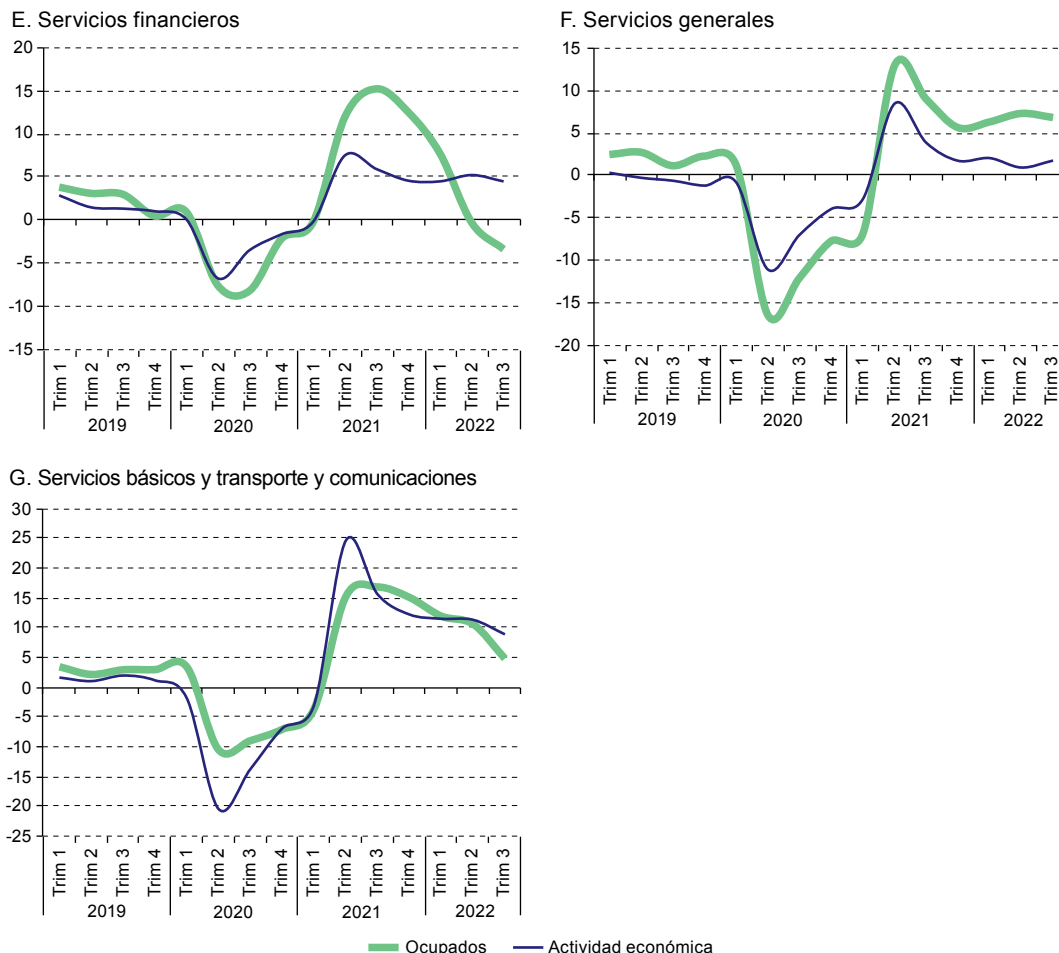 E. Servicios financieros
20
15
10
5
0
-5
-10
-15
Trim 1
Trim 2
Trim 3
Trim 4
Trim 1
Trim 2
Trim 3
Trim 4
Trim 1
Trim 2
Trim 3
Trim 4
Trim 1
Trim 2
Trim 3
2019
2020
2021
2022
F. Servicios generales
15
10
5
0
-5
-10
-15
-20
Trim 1
Trim 2
Trim 3
Trim 4
Trim 1
Trim 2
Trim 3
Trim 4
Trim 1
Trim 2
Trim 3
Trim 4
Trim 1
Trim 2
Trim 3
2019
2020
2021
2022
G. Servicios básicos y transporte y comunicaciones
30
25
20
15
10
5
0
-5
-10
-15
-20
-25
Trim 1
Trim 2
Trim 3
Trim 4
Trim 1
Trim 2
Trim 3
Trim 4
Trim 1
Trim 2
Trim 3
Trim 4
Trim 1
Trim 2
Trim 3
2019
2020
2021
2022
Ocupados
Actividad económica